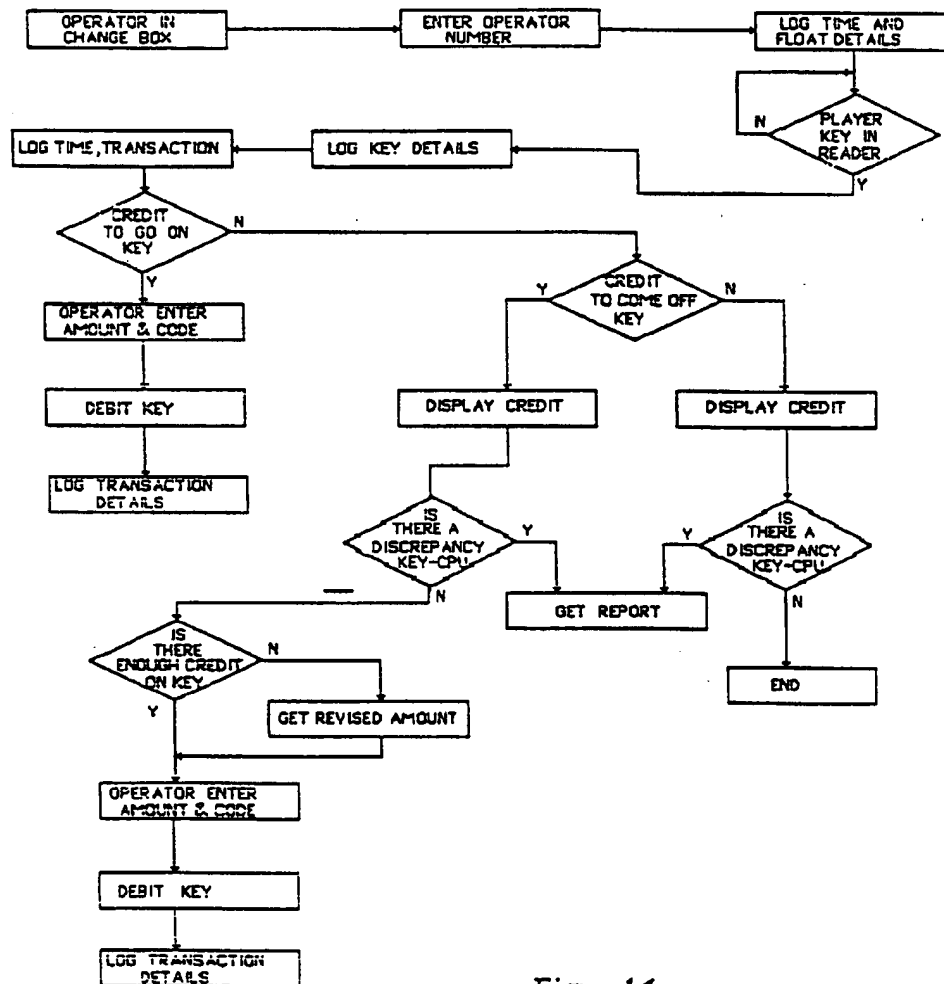 OPERATOR IN
CHANGE BOX
ENTER OPERATOR
NUMBER
LOG TIME AND
FLOAT DETAILS
N
PLAYER
KEY IN
READER
Y
LOG TIME, TRANSACTION
LOG KEY DETAILS
CREDIT
TO GO ON
KEY
N
Y
Y
CREDIT
TO COME OFF
KEY
N
OPERATOR ENTER
AMOUNT & CODE
DEBIT KEY
LOG TRANSACTION
DETAILS
DISPLAY CREDIT
DISPLAY CREDIT
IS
THERE A
DISCREPANCY
KEY-CPU
Y
N
Y
IS
THERE A
DISCREPANCY
KEY-CPU
N
GET REPORT
END
IS
THERE
ENOUGH CREDIT
ON KEY
N
Y
GET REVISED AMOUNT
OPERATOR ENTER
AMOUNT & CODE
DEBIT KEY
LOG TRANSACTION
DETAILS